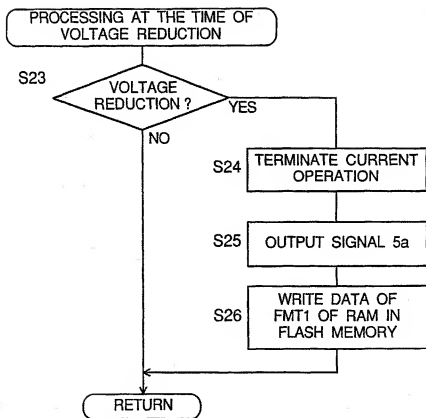 PROCESSING AT THE TIME OF
VOLTAGE REDUCTION
S23
VOLTAGE
REDUCTION ?
YES
NO
S24
TERMINATE CURRENT
OPERATION
S25
OUTPUT SIGNAL 5a
S26
WRITE DATA OF
FMT1 OF RAM IN
FLASH MEMORY
RETURN